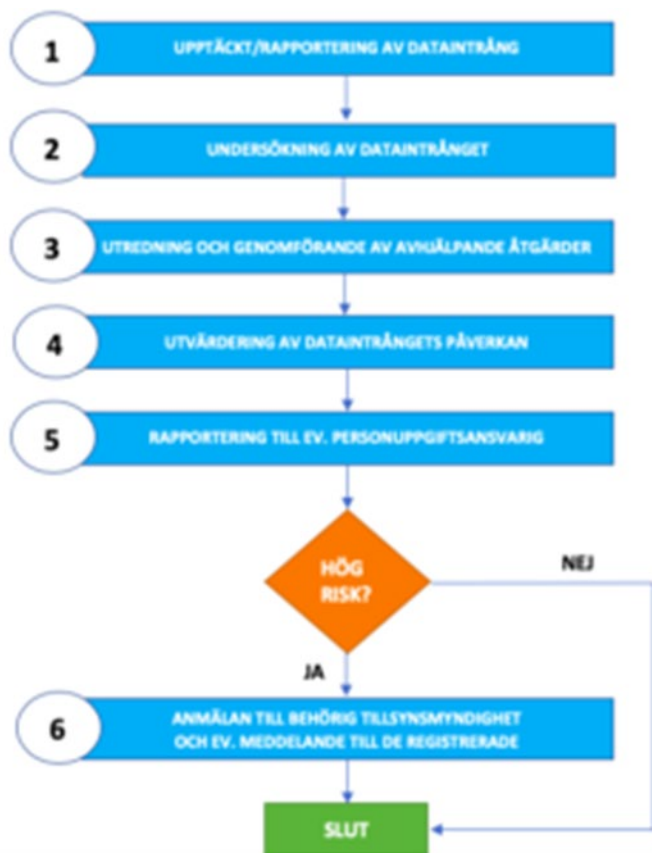 1
UPPTÄCKT/RAPPORTERING AV DATAINTRÅNG
2
UNDERSÖKNING AV DATAINTRÅNGET
3
UTREDNING OCH GENOMFÖRANDE AV AVHJÄLPANDE ÅTGÄRDER
4
UTVÄRDERING AV DATAINTRÅNGETS PÅVERKAN
5
RAPPORTERING TILL EV. PERSONUPPGIFTSANSVARIG
HÖG
RISK?
NEJ
JA
6
ANMÄLAN TILL BEHÖRIG TILLSYNSMYNDIGHET
OCH EV. MEDDELANDE TILL DE REGISTRERADE
SLUT